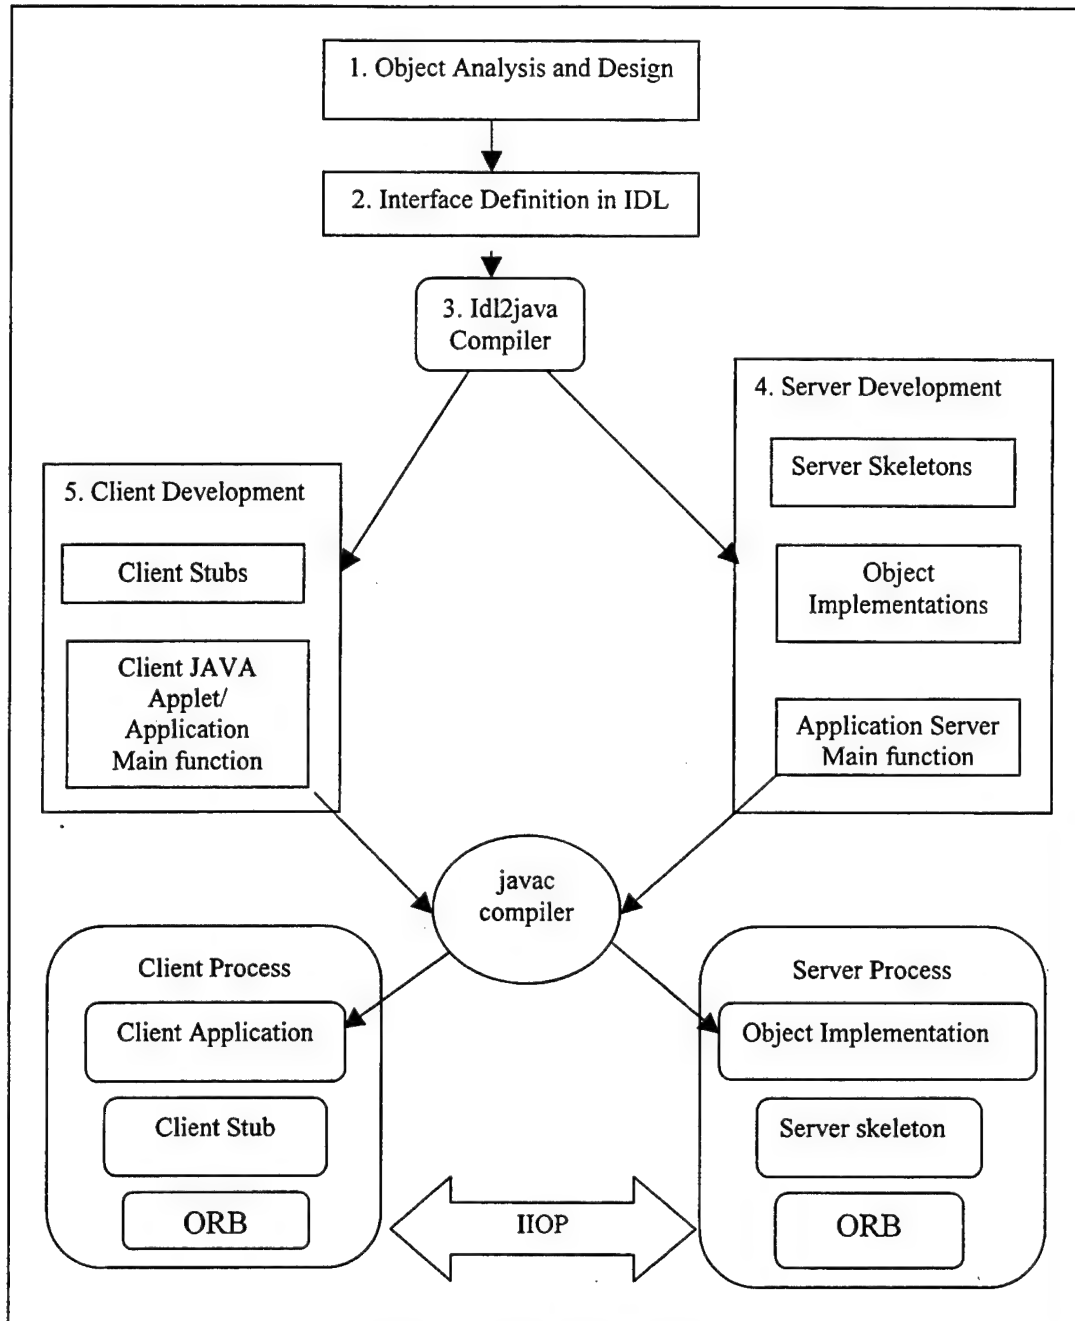 1. Object Analysis and Design
2. Interface Definition in IDL
3. Idl2java
Compiler
4. Server Development
Server Skeletons
Object
Implementations
Application Server
Main function
5. Client Development
Client Stubs
Client JAVA
Applet/
Application
Main function
javac
compiler
Client Process
Client Application
Client Stub
ORB
IIOP
Server Process
Object Implementation
Server skeleton
ORB